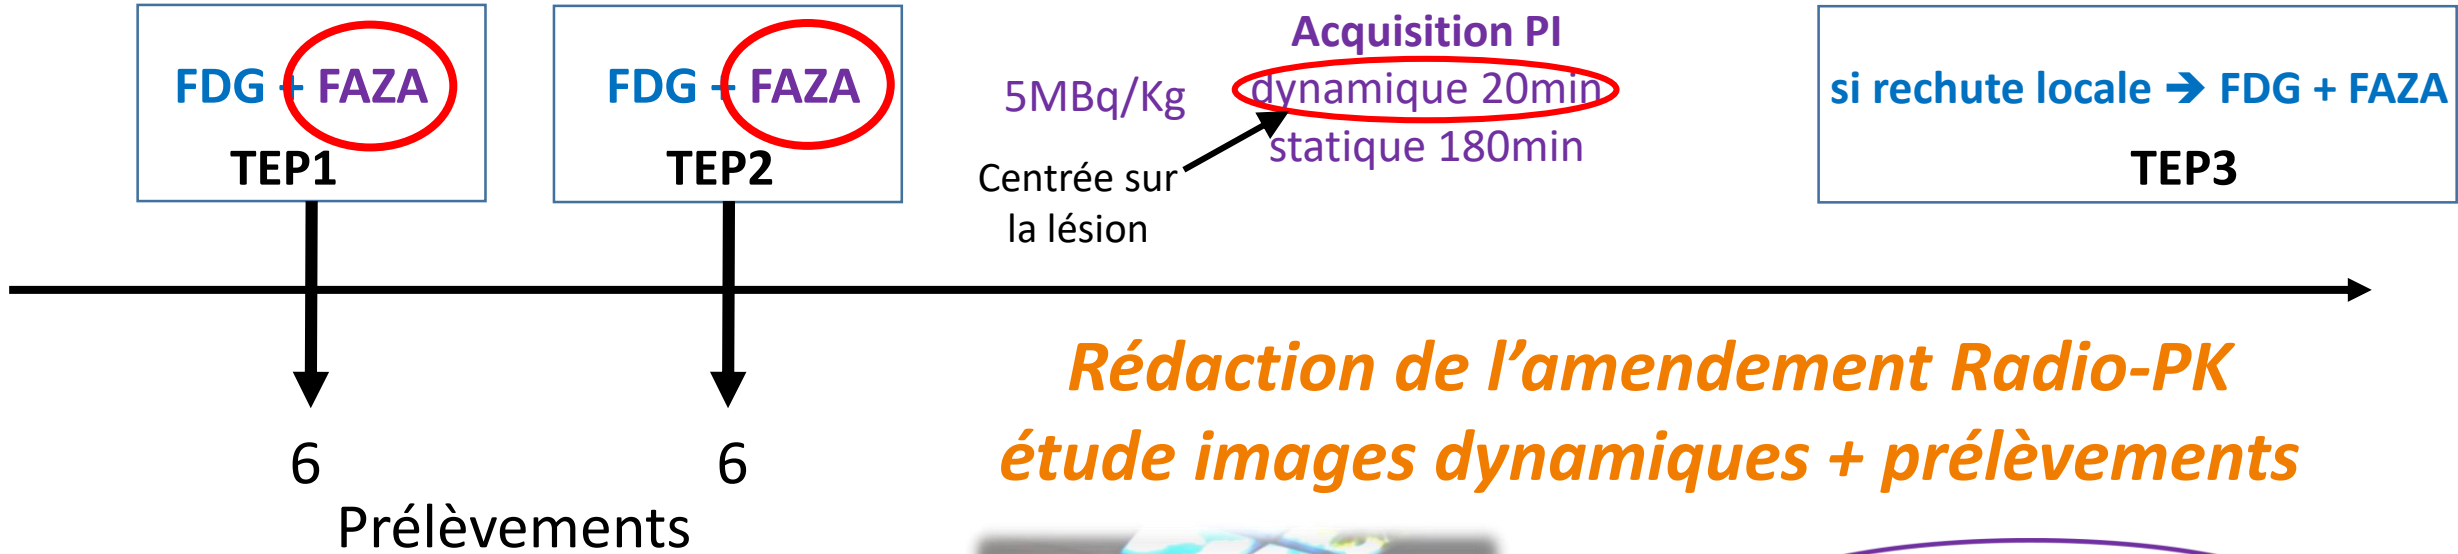 FDG + FAZA
TEP1
FDG + FAZA
TEP2
5MBq/Kg
Acquisition PI
dynamique 20min
statique 180min
Centrée sur
la lésion
si rechute locale ➔ FDG + FAZA
TEP3
6
6
Prélèvements
Rédaction de l’amendement Radio-PK
étude images dynamiques + prélèvements